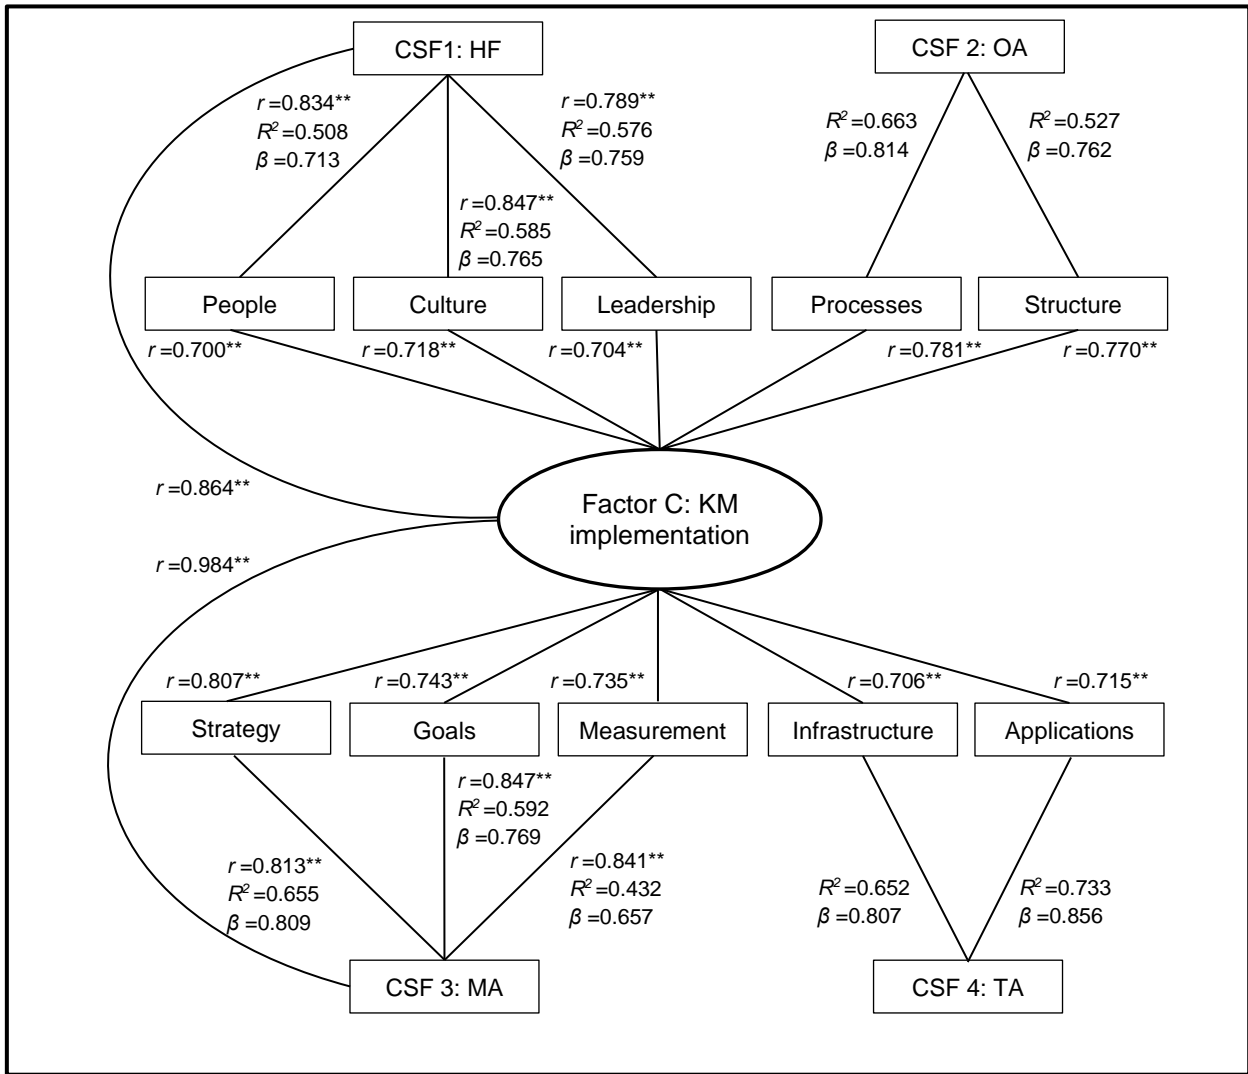 CSF1: HF
CSF 2: OA
r=0.834**
R²=0.508
β=0.713
r=0.789**
R²=0.576
β=0.759
R²=0.663
β=0.814
R²=0.527
β=0.762
r=0.847**
R²=0.585
β=0.765
People
Culture
Leadership
Processes
Structure
r=0.700**
r=0.718**
r=0.704**
r=0.781**
r=0.770**
r=0.864**
Factor C: KM
implementation
r=0.984**
r=0.807**
r=0.743**
r=0.735**
r=0.706**
r=0.715**
Strategy
Goals
Measurement
Infrastructure
Applications
r=0.847**
R²=0.592
β=0.769
r=0.813**
R²=0.655
β=0.809
r=0.841**
R²=0.432
β=0.657
R²=0.652
β=0.807
R²=0.733
β=0.856
CSF 3: MA
CSF 4: TA